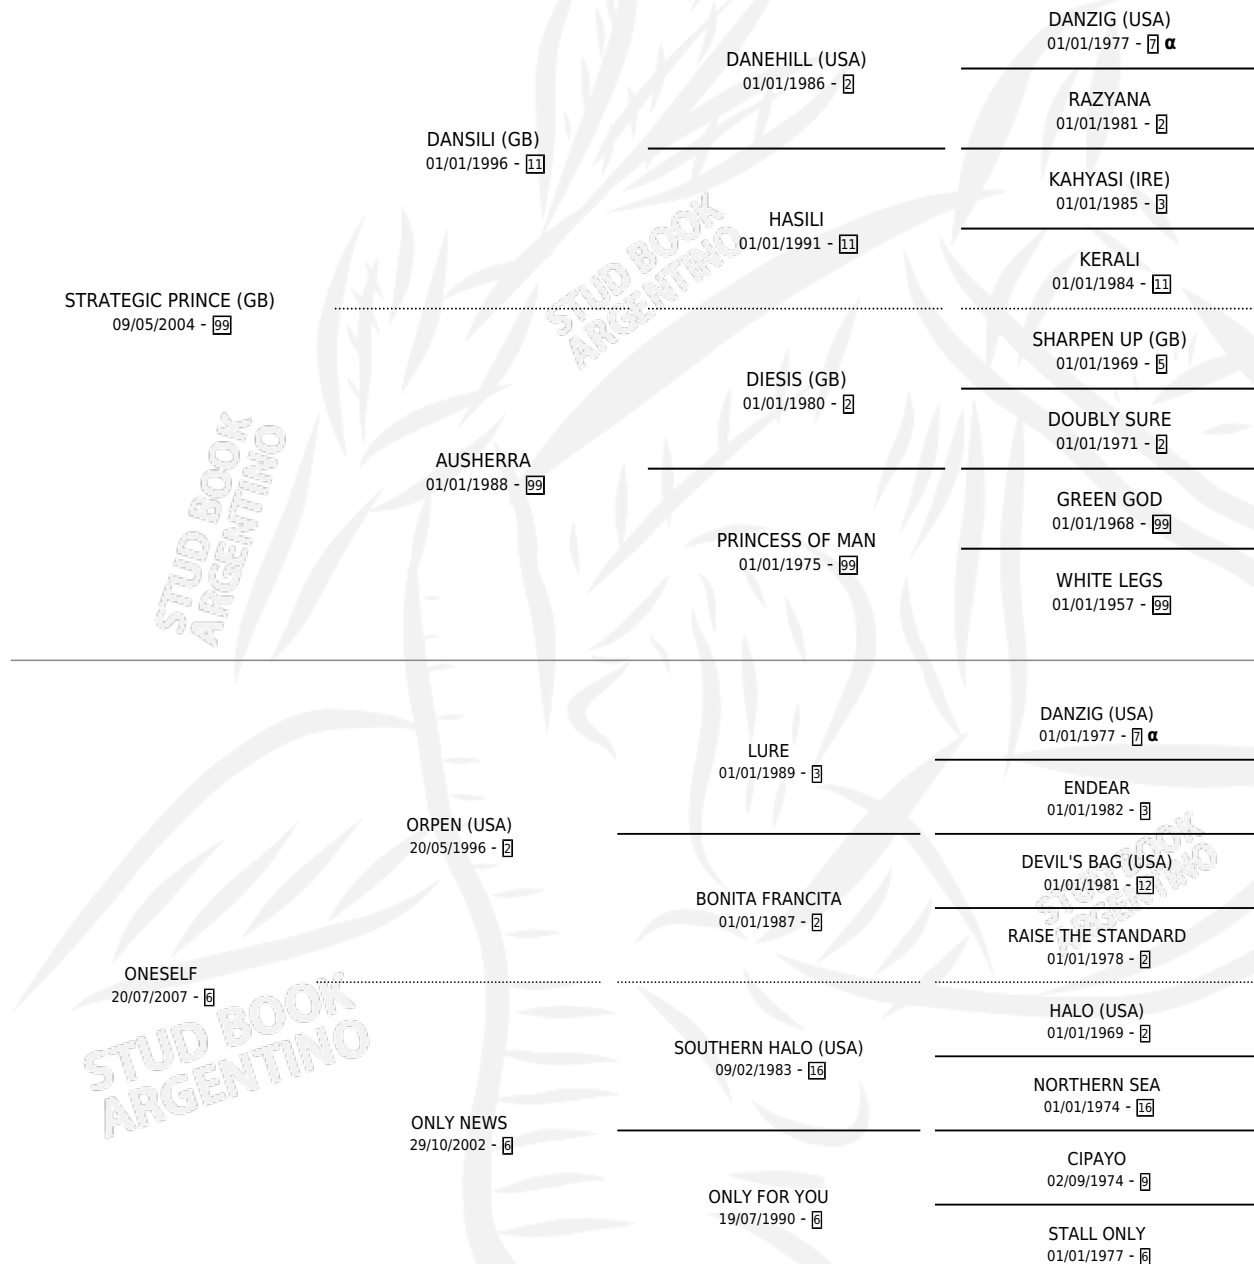 DANZIG (USA)
01/01/1977 - 7 α
DANEHILL (USA)
01/01/1986 - 2
RAZYANA
01/01/1981 - 2
DANSILI (GB)
01/01/1996 - 11
KAHYASI (IRE)
01/01/1985 - 3
HASILI
01/01/1991 - 11
KERALI
01/01/1984 - 11
STRATEGIC PRINCE (GB)
09/05/2004 - 99
SHARPEN UP (GB)
01/01/1969 - 5
DIESIS (GB)
01/01/1980 - 2
DOUBLY SURE
01/01/1971 - 2
AUSHERRA
01/01/1988 - 99
GREEN GOD
01/01/1968 - 99
PRINCESS OF MAN
01/01/1975 - 99
WHITE LEGS
01/01/1957 - 99
DANZIG (USA)
01/01/1977 - 7 α
LURE
01/01/1989 - 3
ENDEAR
01/01/1982 - 3
ORPEN (USA)
20/05/1996 - 2
DEVIL'S BAG (USA)
01/01/1981 - 12
BONITA FRANCITA
01/01/1987 - 2
RAISE THE STANDARD
01/01/1978 - 2
ONESELF
20/07/2007 - 6
HALO (USA)
01/01/1969 - 2
SOUTHERN HALO (USA)
09/02/1983 - 16
NORTHERN SEA
01/01/1974 - 16
ONLY NEWS
29/10/2002 - 6
CIPAYO
02/09/1974 - 9
ONLY FOR YOU
19/07/1990 - 6
STALL ONLY
01/01/1977 - 6
STUD BOOK
ARGENTINO
STUD BOOK
ARGENTINO
STUD BOOK
ARGENTINO
STUD BOOK
ARGENTINO